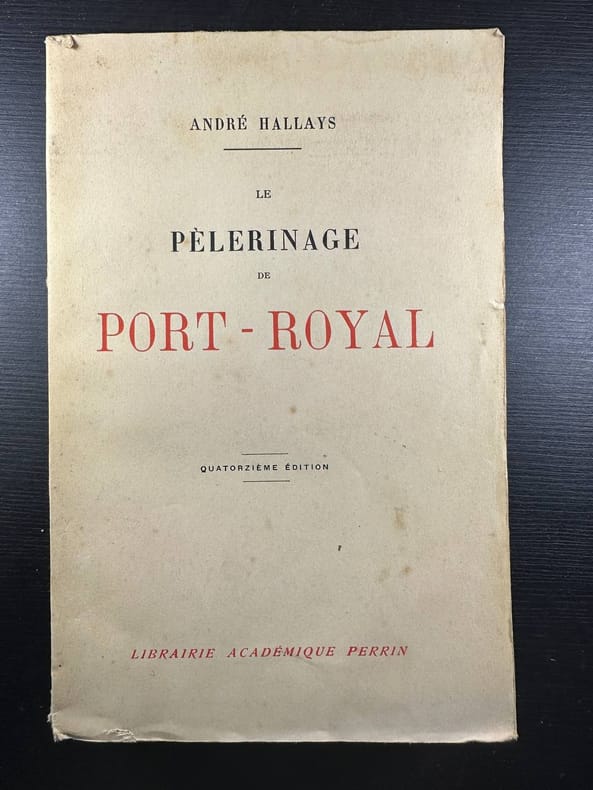 ANDRÉ HALLAYS
LE
PÈLERINAGE
DE
PORT - ROYAL
QUATORZIÈME ÉDITION
LIBRAIRIE ACADÉMIQUE PERRIN